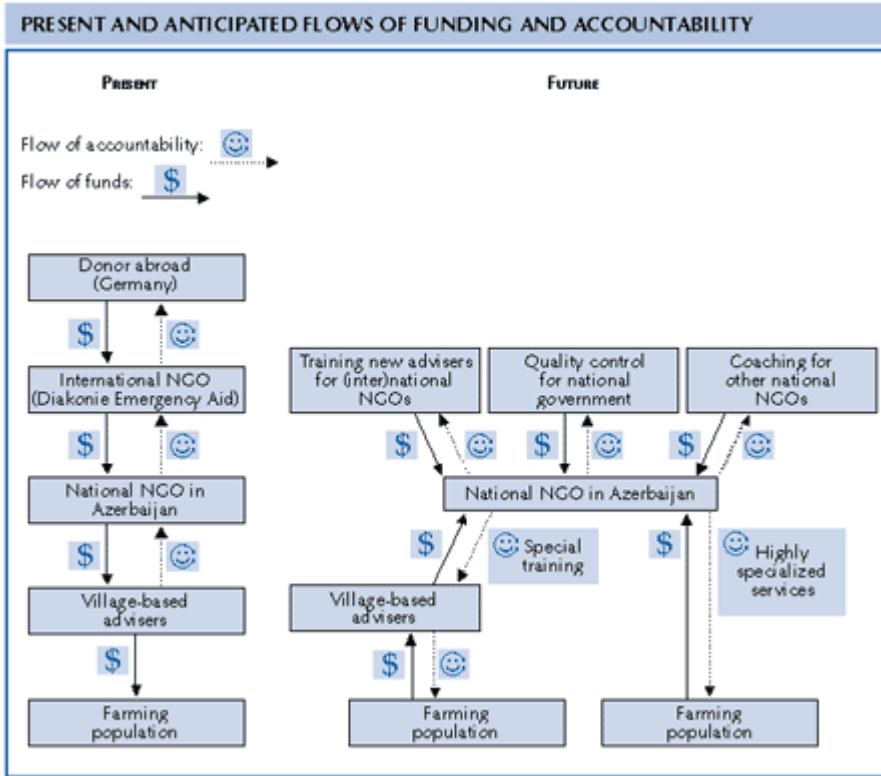 PRESENT AND ANTICIPATED FLOWS OF FUNDING AND ACCOUNTABILITY
PRESENT
FUTURE
Flow of accountability:
Flow of funds:
$
Donor abroad
(Germany)
$
International NGO
(Diakonie Emergency Aid)
$
National NGO in
Azerbaijan
$
Village-based
advisers
$
Farming
population
Training new advisers
for (inter)national
NGOs
Quality control
for national
government
Coaching for
other national
NGOs
$
$
$
National NGO in Azerbaijan
$
Special
training
$
Highly
specialized
services
Village-based
advisers
$
Farming
population
Farming
population